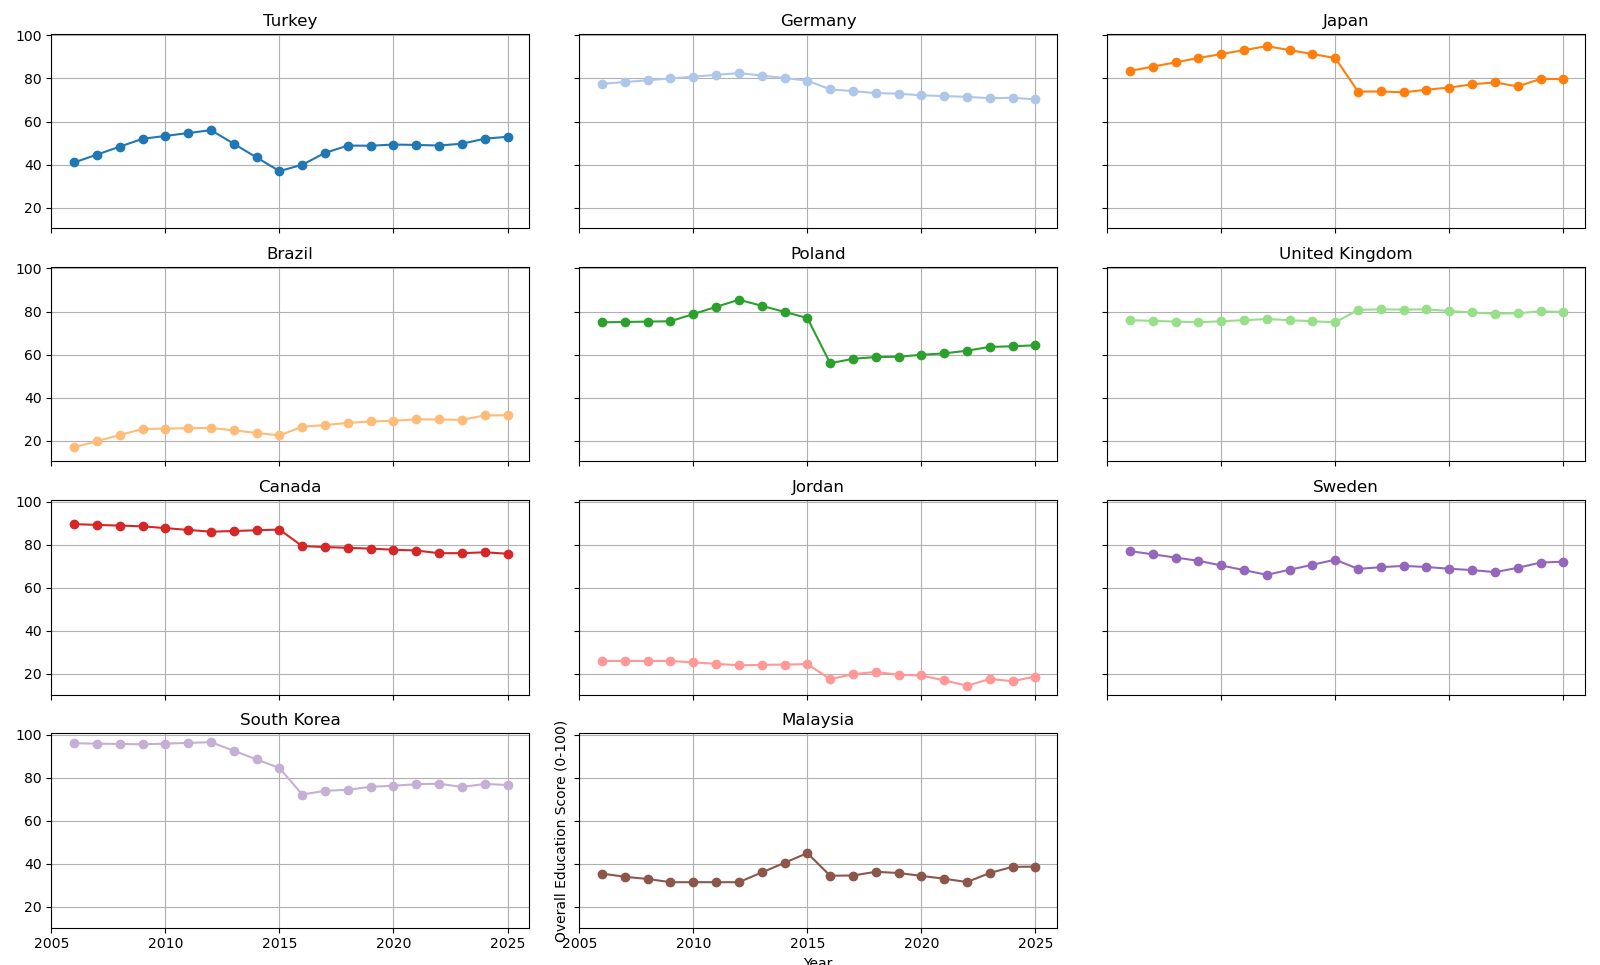 Turkey
Germany
Japan
100
80
60
40
20
Brazil
Poland
United Kingdom
100
80
60
40
20
Canada
Jordan
Sweden
100
80
60
40
20
South Korea
Malaysia
100
80
60
40
20
Overall Education Score (0-100)
2005 2010 2015 2020 2025
2005 2010 2015 2020 2025
Year